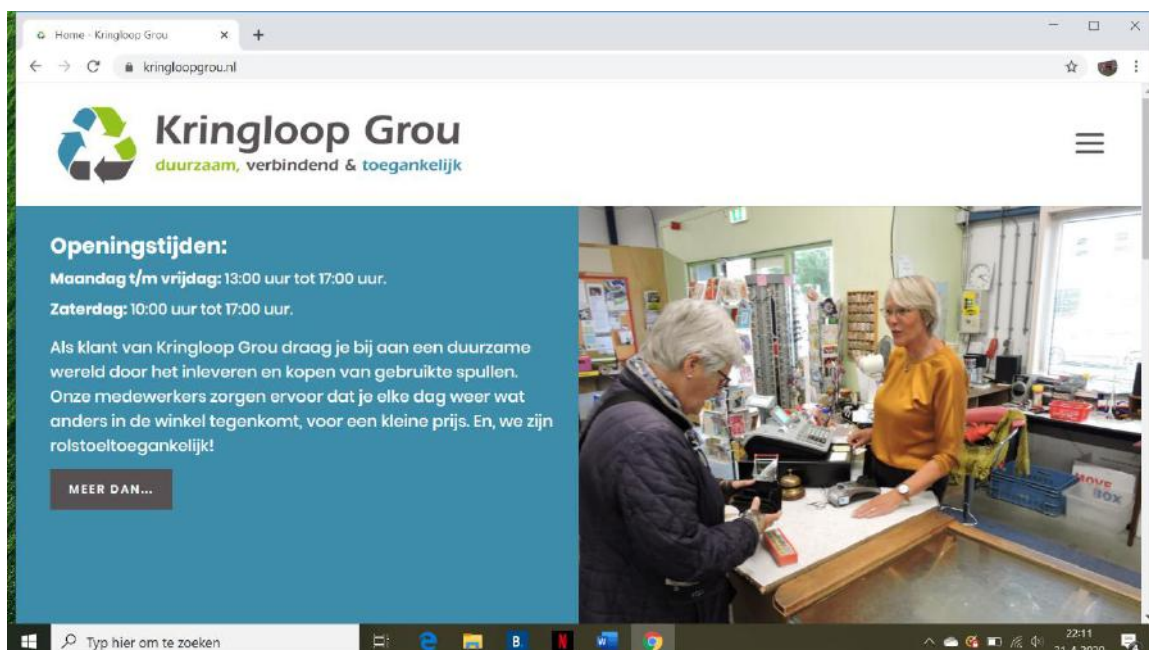 Home - Kringloop Grou
kringloopgrou.nl
Kringloop Grou
duurzaam, verbindend & toegankelijk
Openingstijden:
Maandag t/m vrijdag: 13:00 uur tot 17:00 uur.
Zaterdag: 10:00 uur tot 17:00 uur.
Als klant van Kringloop Grou draag je bij aan een duurzame
wereld door het inleveren en kopen van gebruikte spullen.
Onze medewerkers zorgen ervoor dat je elke dag weer wat
anders in de winkel tegenkomt, voor een kleine prijs. En, we zijn
rolstoeltoegankelijk!
MEER DAN...
MOVE
BOX
Typ hier om te zoeken
B
N
W
22:11